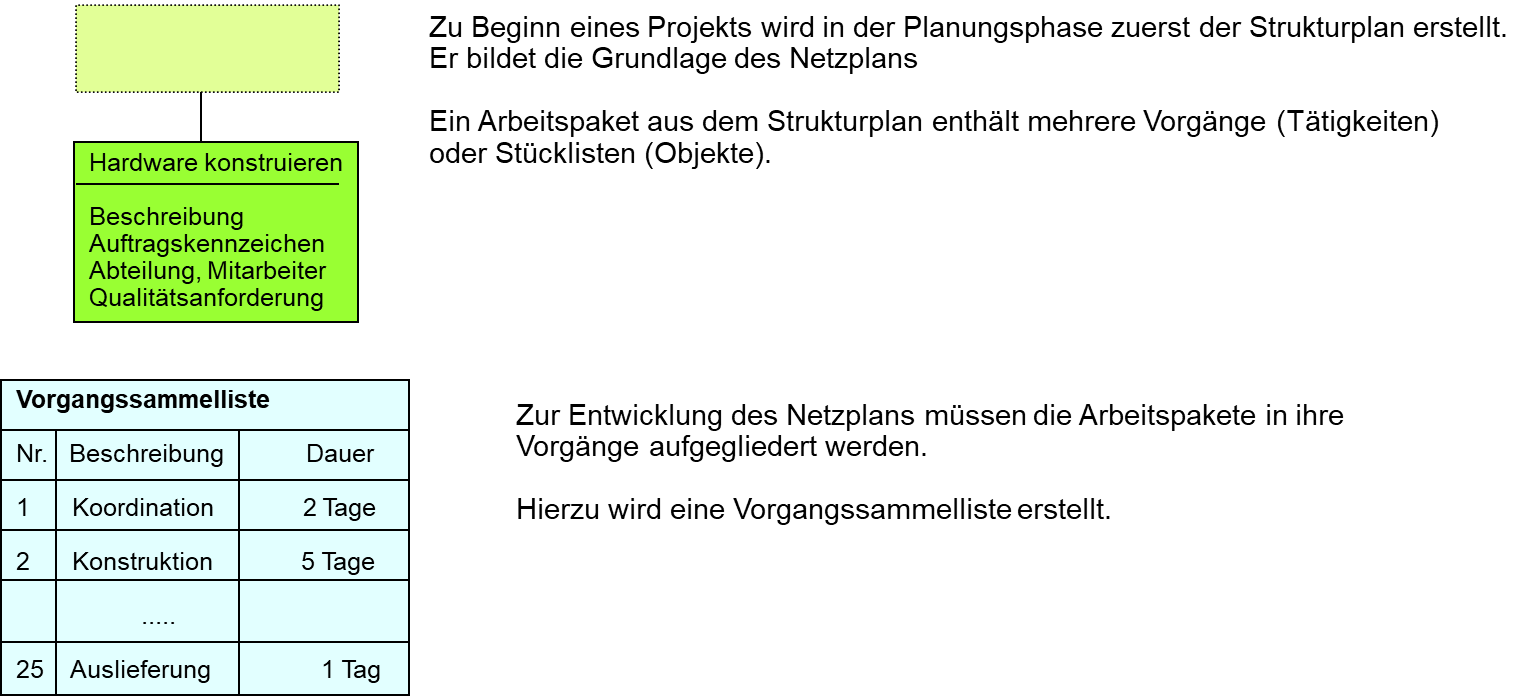 Zu Beginn eines Projekts wird in der Planungsphase zuerst der Strukturplan erstellt.
Er bildet die Grundlage des Netzplans
Ein Arbeitspaket aus dem Strukturplan enthält mehrere Vorgänge (Tätigkeiten)
oder Stücklisten (Objekte).
Hardware konstruieren
Beschreibung
Auftragskennzeichen
Abteilung, Mitarbeiter
Qualitätsanforderung
Vorgangssammelliste
Nr. Beschreibung Dauer
1 Koordination 2 Tage
2 Konstruktion 5 Tage
.....
25 Auslieferung 1 Tag
Zur Entwicklung des Netzplans müssen die Arbeitspakete in ihre
Vorgänge aufgegliedert werden.
Hierzu wird eine Vorgangssammelliste erstellt.